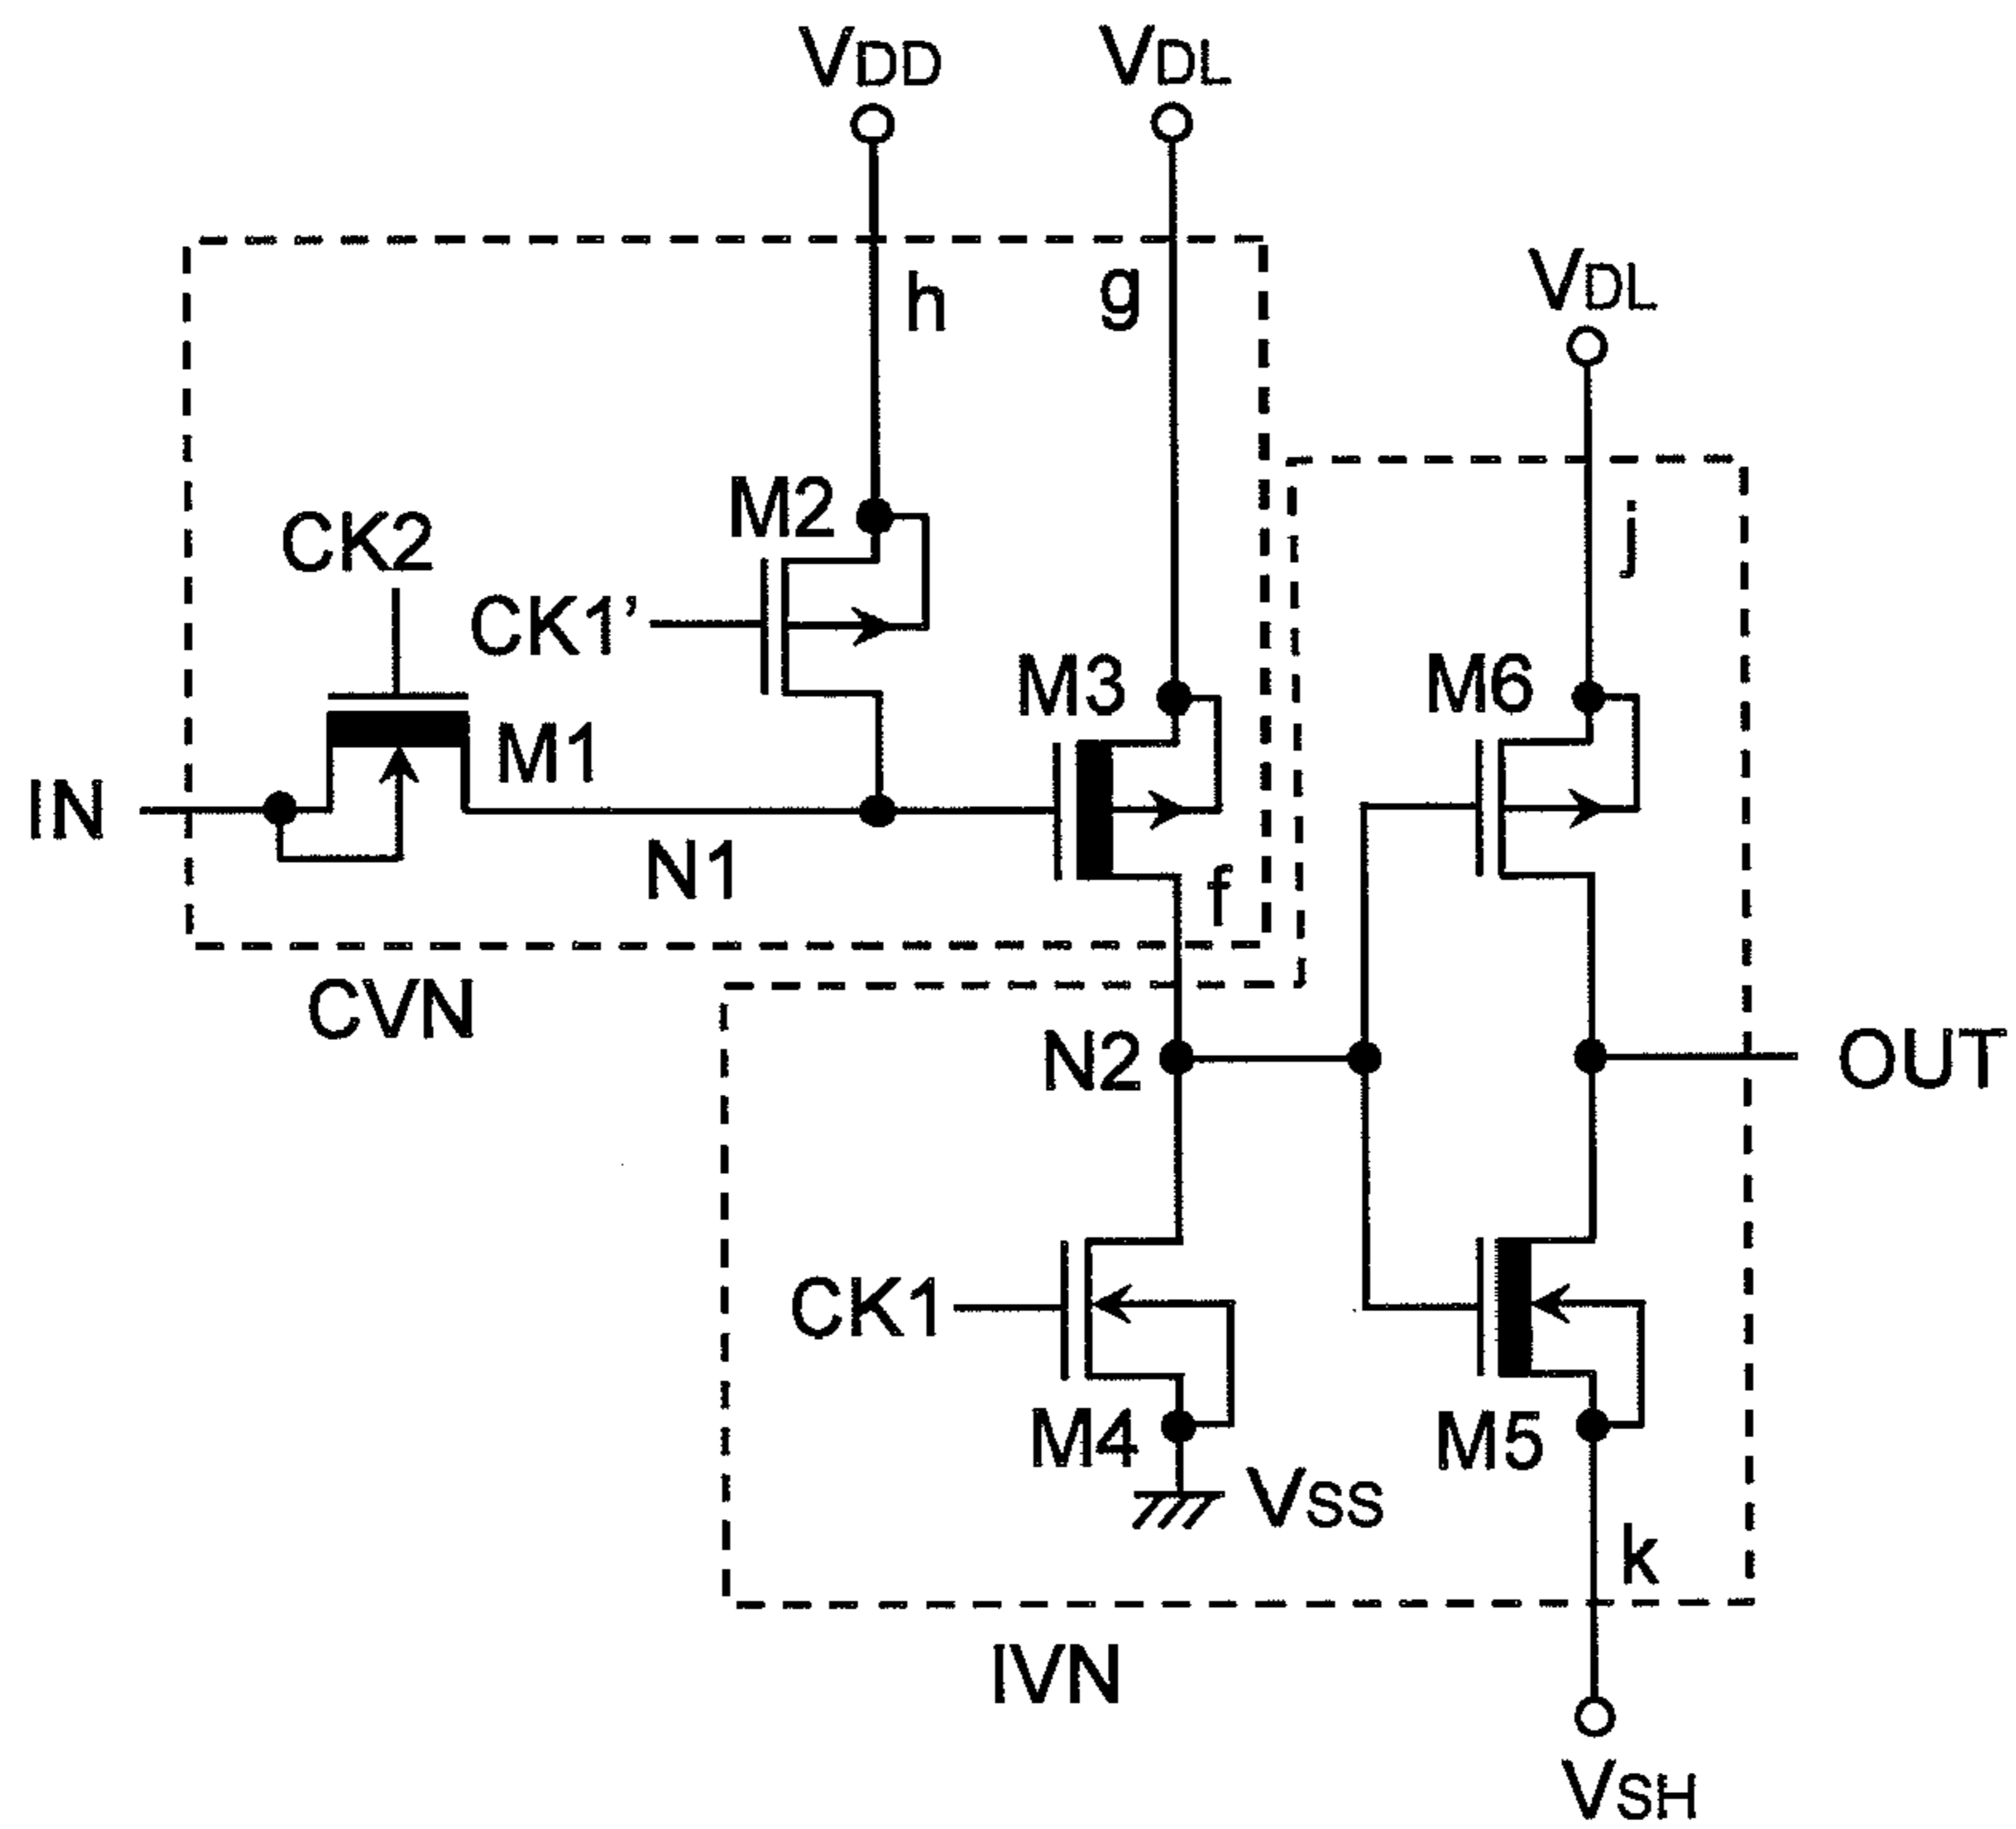 VDD
VDL
h
g
VDL
j
M2
CK2
CK1’
M3
M6
M1
IN
N1
f
CVN
N2
OUT
CK1
M4
M5
VSS
k
IVN
VSH